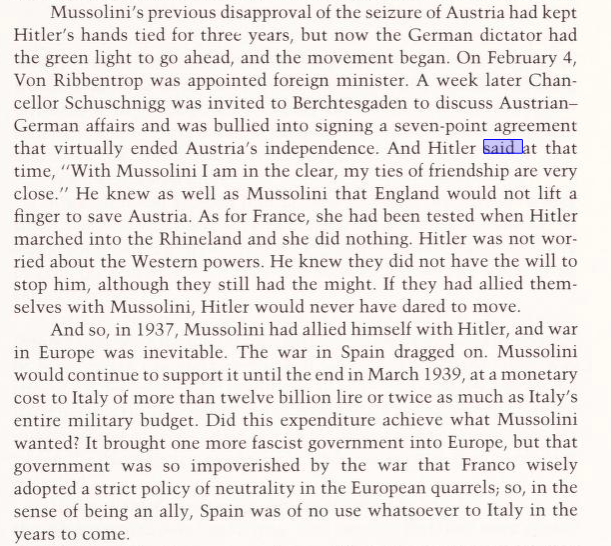 Mussolini's previous disapproval of the seizure of Austria had kept
Hitler's hands tied for three years, but now the German dictator had
the green light to go ahead, and the movement began. On February 4,
Von Ribbentrop was appointed foreign minister. A week later Chan-
cellor Schuschnigg was invited to Berchtesgaden to discuss Austrian–
German affairs and was bullied into signing a seven-point agreement
that virtually ended Austria's independence. And Hitler said at that
time, "With Mussolini I am in the clear, my ties of friendship are very
close." He knew as well as Mussolini that England would not lift a
finger to save Austria. As for France, she had been tested when Hitler
marched into the Rhineland and she did nothing. Hitler was not wor-
ried about the Western powers. He knew they did not have the will to
stop him, although they still had the might. If they had allied them-
selves with Mussolini, Hitler would never have dared to move.
And so, in 1937, Mussolini had allied himself with Hitler, and war
in Europe was inevitable. The war in Spain dragged on. Mussolini
would continue to support it until the end in March 1939, at a monetary
cost to Italy of more than twelve billion lire or twice as much as Italy's
entire military budget. Did this expenditure achieve what Mussolini
wanted? It brought one more fascist government into Europe, but that
government was so impoverished by the war that Franco wisely
adopted a strict policy of neutrality in the European quarrels; so, in the
sense of being an ally, Spain was of no use whatsoever to Italy in the
years to come.